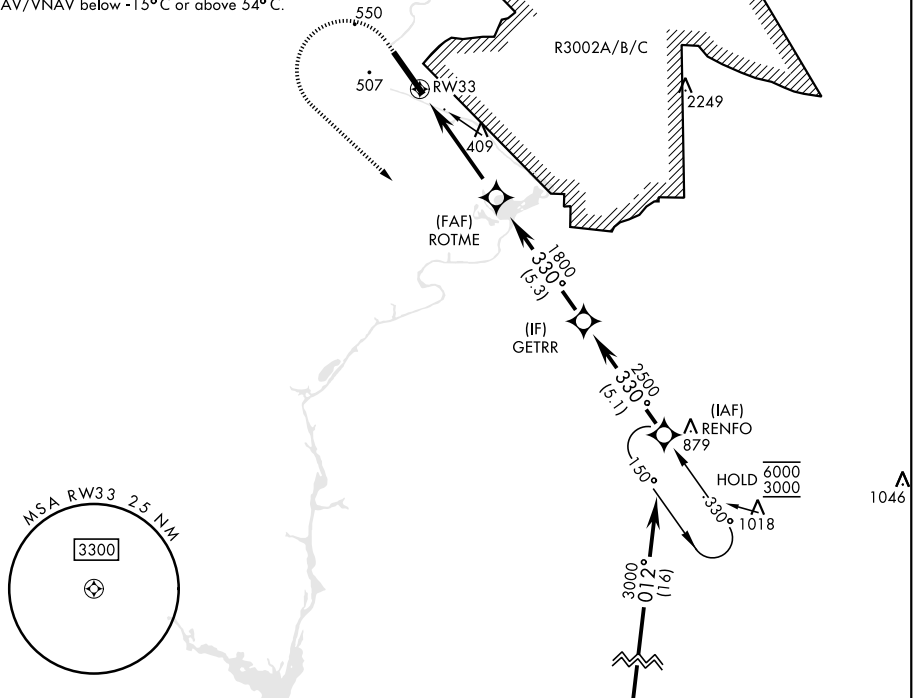 AV/VNAV below -15°C or above 54°C.
550
507
RW33
R3002A/B/C
2249
409
(FAF)
ROTME
1800
330°
(5.3)
(IF)
GETRR
2500
330°
(5.1)
(IAF)
RENFO
879
150°
HOLD 6000
3000
330°
1018
1046
MSA RW33 25 NM
3300
3000
012°
(16)